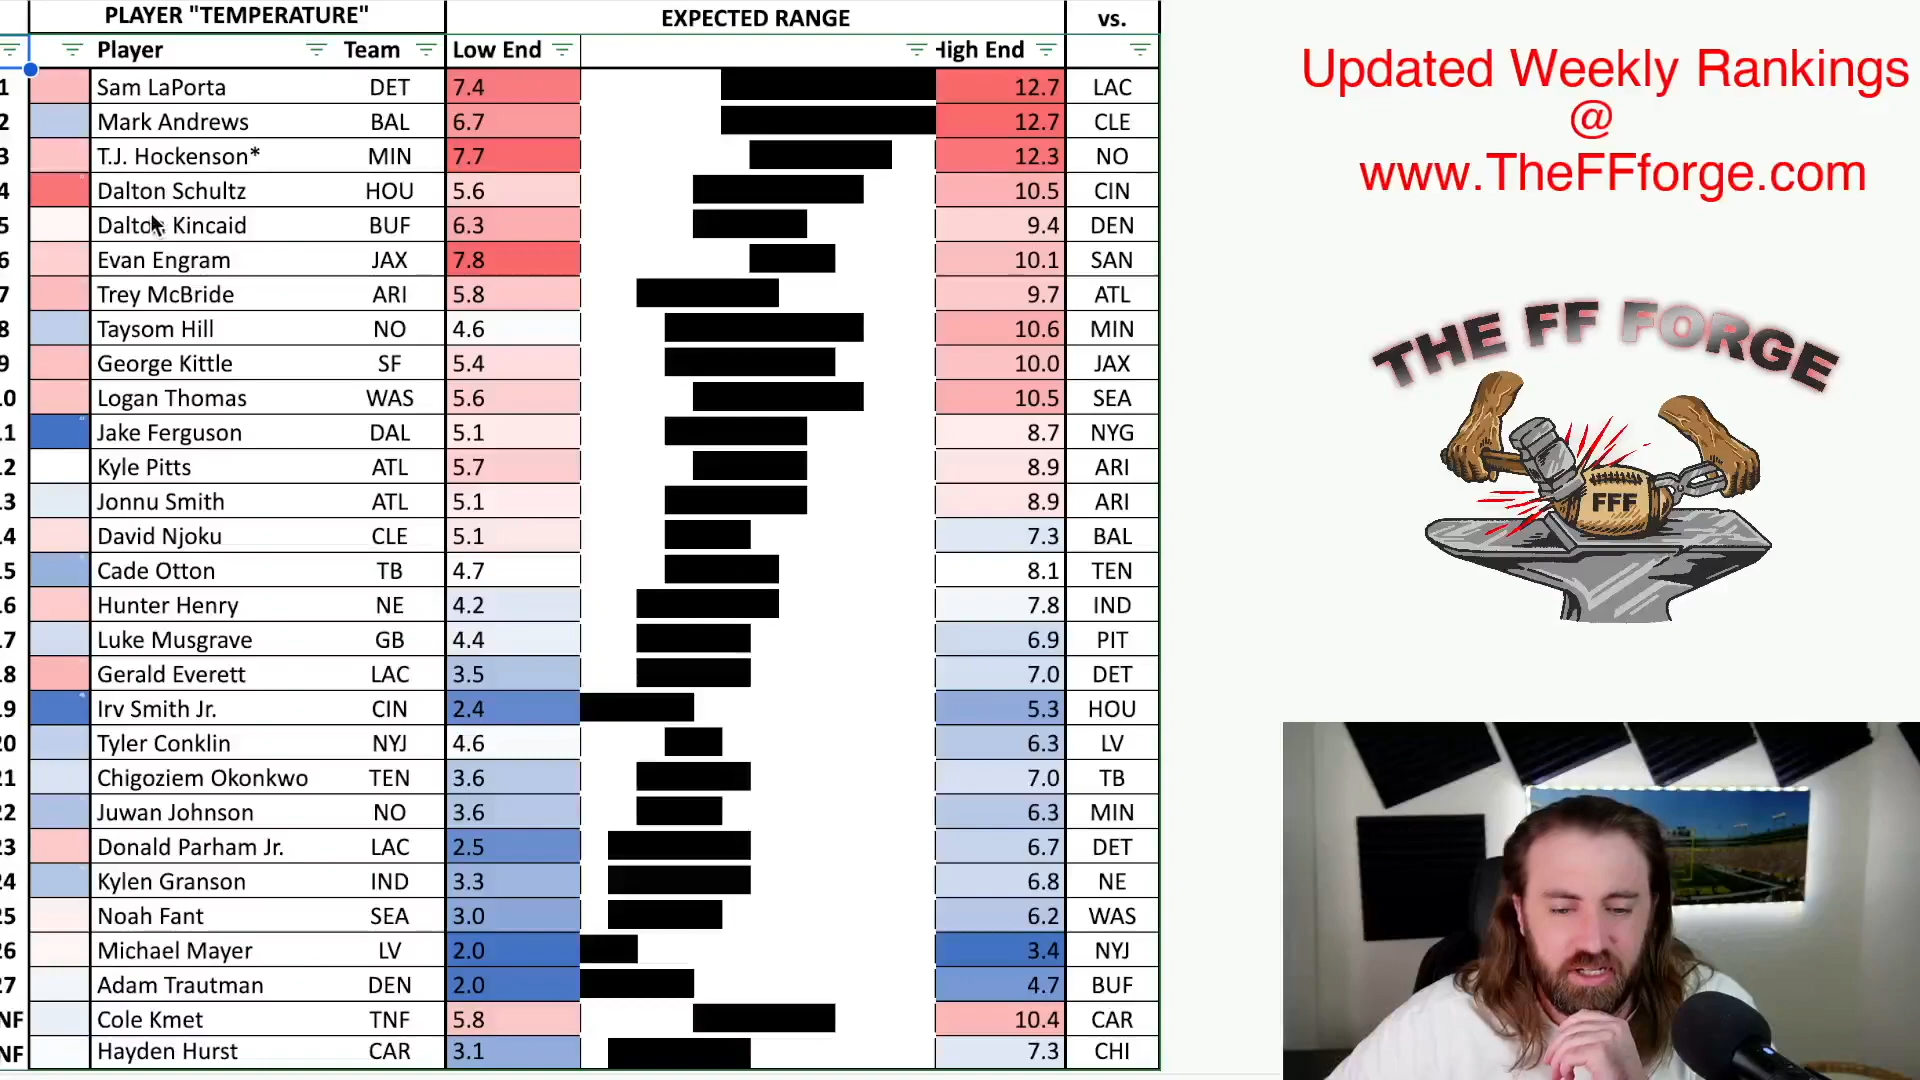 PLAYER "TEMPERATURE" EXPECTED RANGE vs.
Player Team Low End High End
1 Sam LaPorta DET 7.4 12.7 LAC
2 Mark Andrews BAL 6.7 12.7 CLE
3 T.J. Hockenson* MIN 7.7 12.3 NO
4 Dalton Schultz HOU 5.6 10.5 CIN
5 Dalton Kincaid BUF 6.3 9.4 DEN
6 Evan Engram JAX 7.8 10.1 SAN
7 Trey McBride ARI 5.8 9.7 ATL
8 Taysom Hill NO 4.6 10.6 MIN
9 George Kittle SF 5.4 10.0 JAX
.0 Logan Thomas WAS 5.6 10.5 SEA
.1 Jake Ferguson DAL 5.1 8.7 NYG
.2 Kyle Pitts ATL 5.7 8.9 ARI
.3 Jonnu Smith ATL 5.1 8.9 ARI
.4 David Njoku CLE 5.1 7.3 BAL
.5 Cade Otton TB 4.7 8.1 TEN
.6 Hunter Henry NE 4.2 7.8 IND
.7 Luke Musgrave GB 4.4 6.9 PIT
.8 Gerald Everett LAC 3.5 7.0 DET
.9 Irv Smith Jr. CIN 2.4 5.3 HOU
20 Tyler Conklin NYJ 4.6 6.3 LV
21 Chigoziem Okonkwo TEN 3.6 7.0 TB
22 Juwan Johnson NO 3.6 6.3 MIN
23 Donald Parham Jr. LAC 2.5 6.7 DET
24 Kylen Granson IND 3.3 6.8 NE
25 Noah Fant SEA 3.0 6.2 WAS
26 Michael Mayer LV 2.0 3.4 NYJ
27 Adam Trautman DEN 2.0 4.7 BUF
NF Cole Kmet TNF 5.8 10.4 CAR
NF Hayden Hurst CAR 3.1 7.3 CHI
Updated Weekly Rankings
@
www.TheFFforge.com
THE FF FORGE
FFF